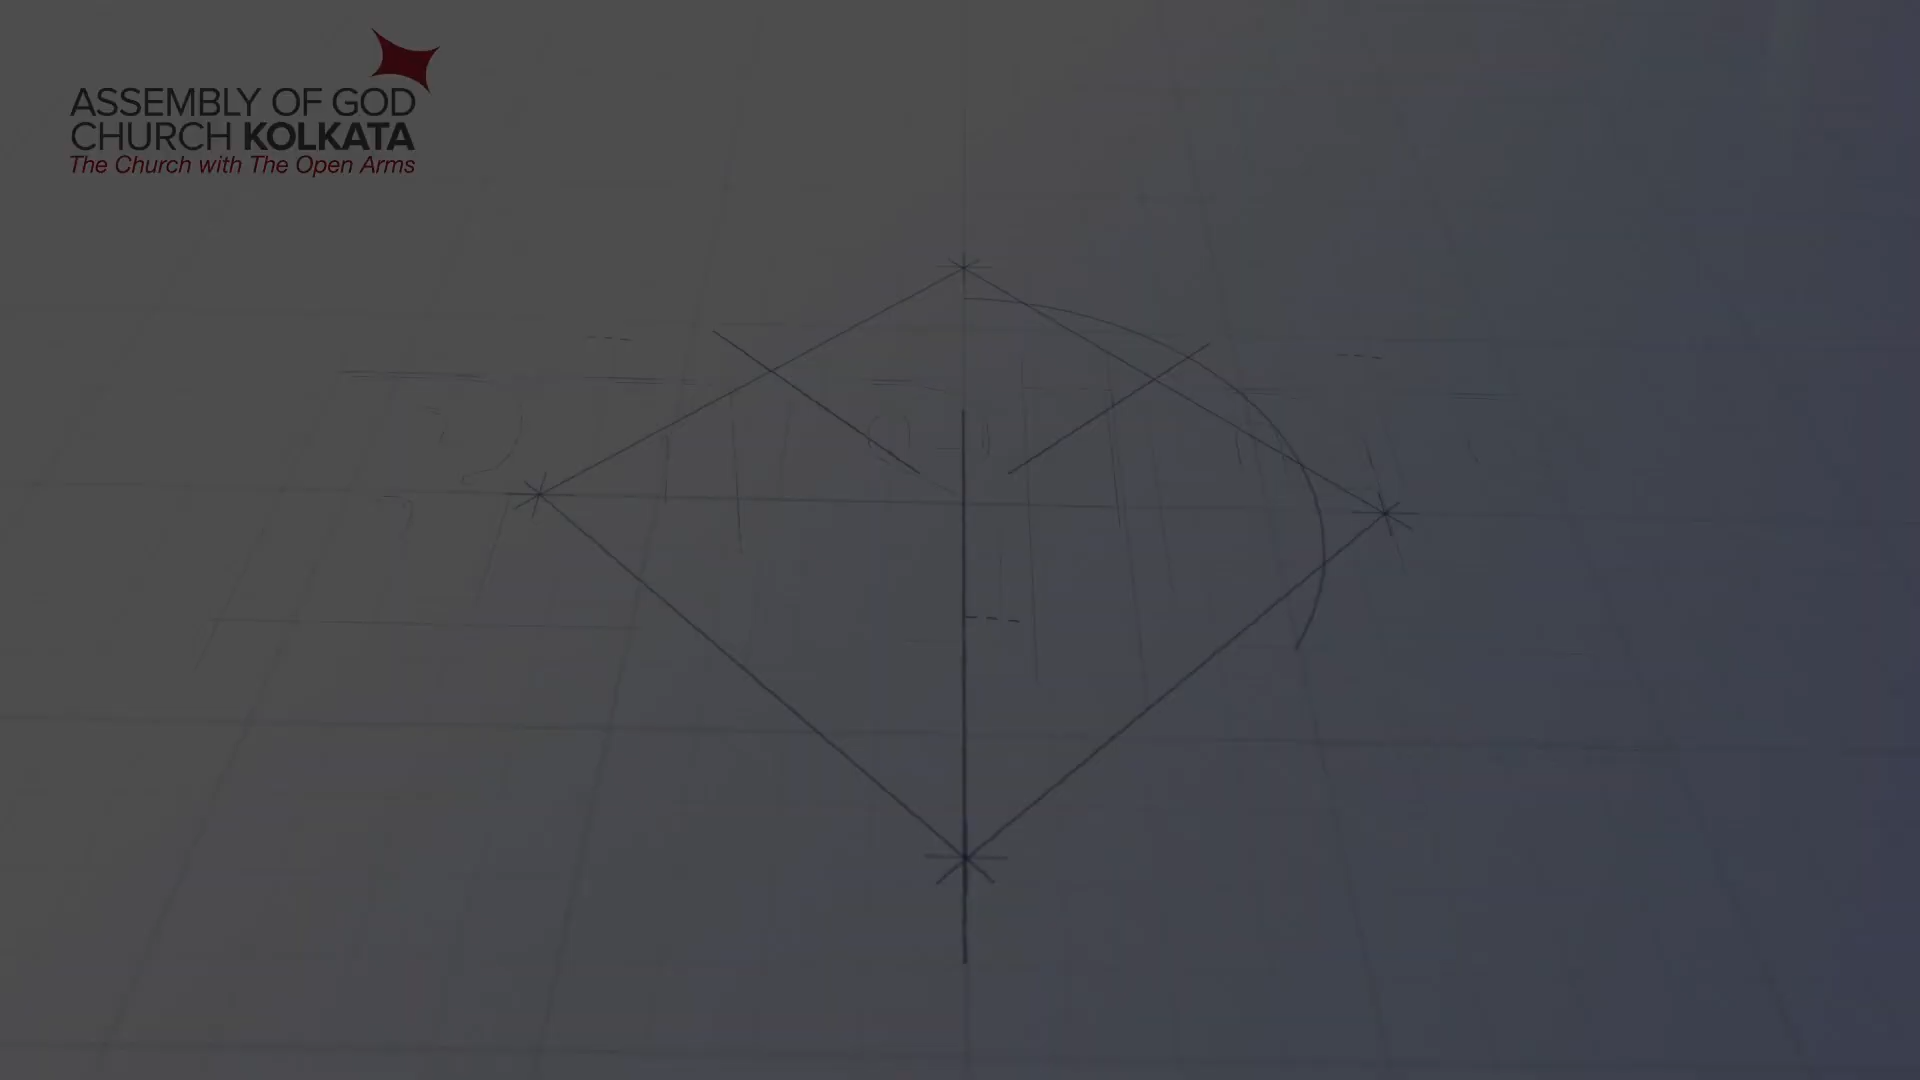 ASSEMBLY OF GOD
CHURCH KOLKATA
The Church with The Open Arms